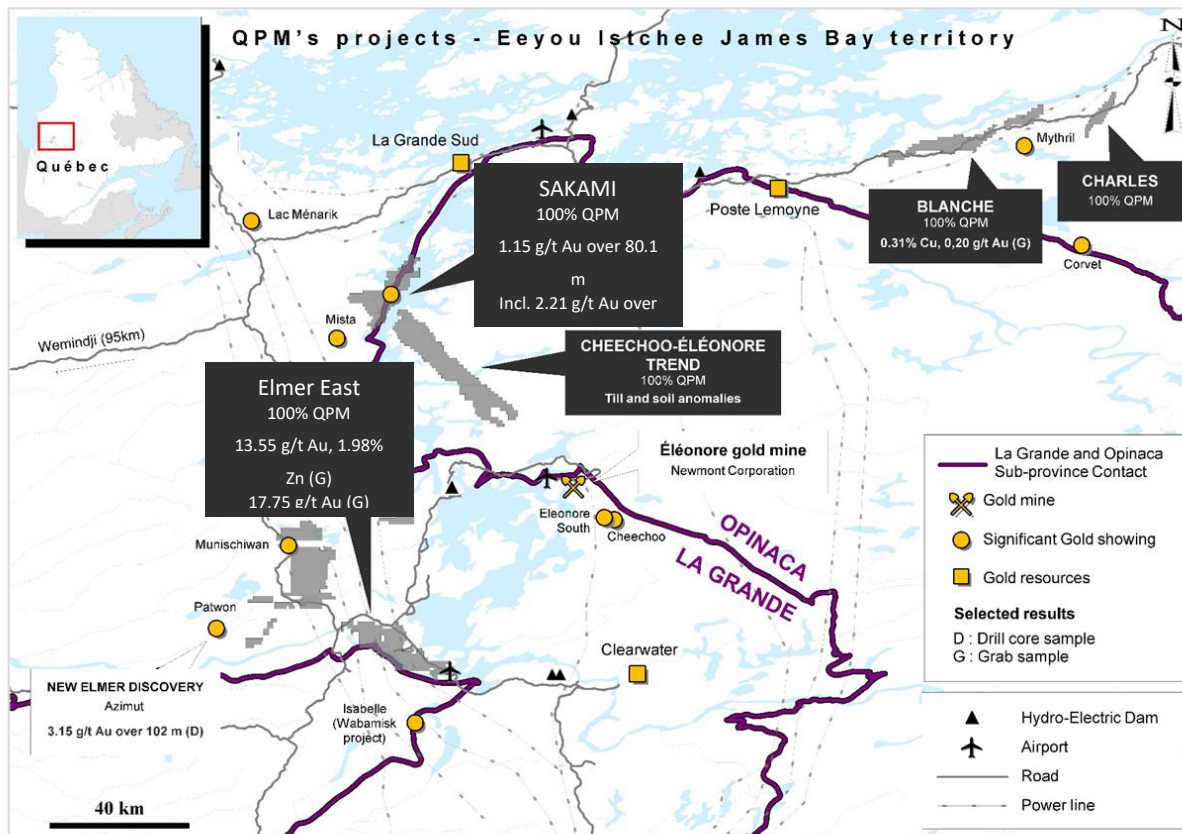 QPM's projects - Eeyou Istchee James Bay territory
N
Québec
La Grande Sud
Lac Ménarik
SAKAMI
100% QPM
1.15 g/t Au over 80.1
m
Incl. 2.21 g/t Au over
Poste Lemoyne
Mythril
CHARLES
100% QPM
BLANCHE
100% QPM
0.31% Cu, 0,20 g/t Au (G)
Corvet
Mista
Wemindji (95km)
CHEECHOO-ÉLÉONORE
TREND
100% QPM
Till and soil anomalies
Elmer East
100% QPM
13.55 g/t Au, 1.98%
Zn (G)
17.75 g/t Au (G)
Éléonore gold mine
Newmont Corporation
Eleonore
South
Cheechoo
OPINACA
LA GRANDE
Munischiwan
Patwon
Clearwater
NEW ELMER DISCOVERY
Azimut
3.15 g/t Au over 102 m (D)
Isabelle
(Wabamisk
project)
40 km
La Grande and Opinaca
Sub-province Contact
Gold mine
Significant Gold showing
Gold resources
Selected results
D : Drill core sample
G : Grab sample
Hydro-Electric Dam
Airport
Road
Power line